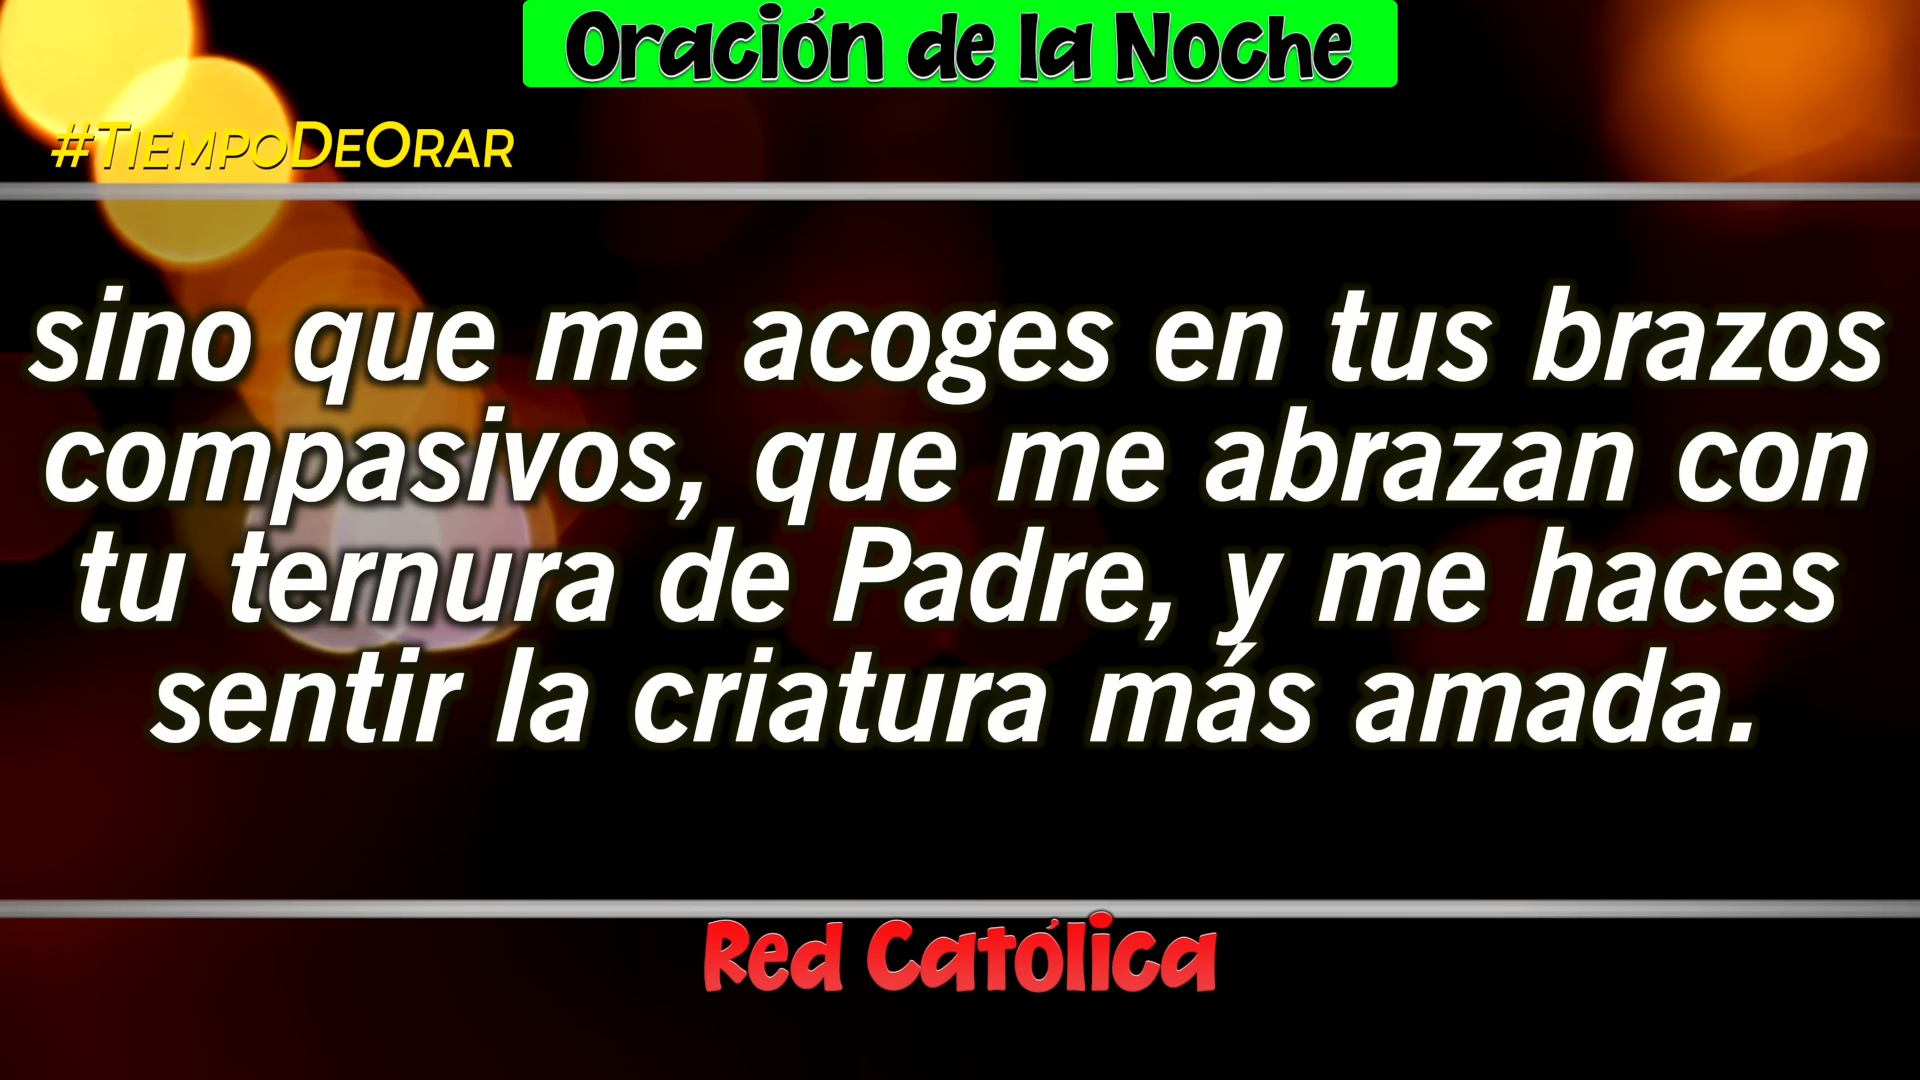 Oración de la Noche
#TiempoDeOrar
sino que me acoges en tus brazos
compasivos, que me abrazan con
tu ternura de Padre, y me haces
sentir la criatura más amada.
Red Católica